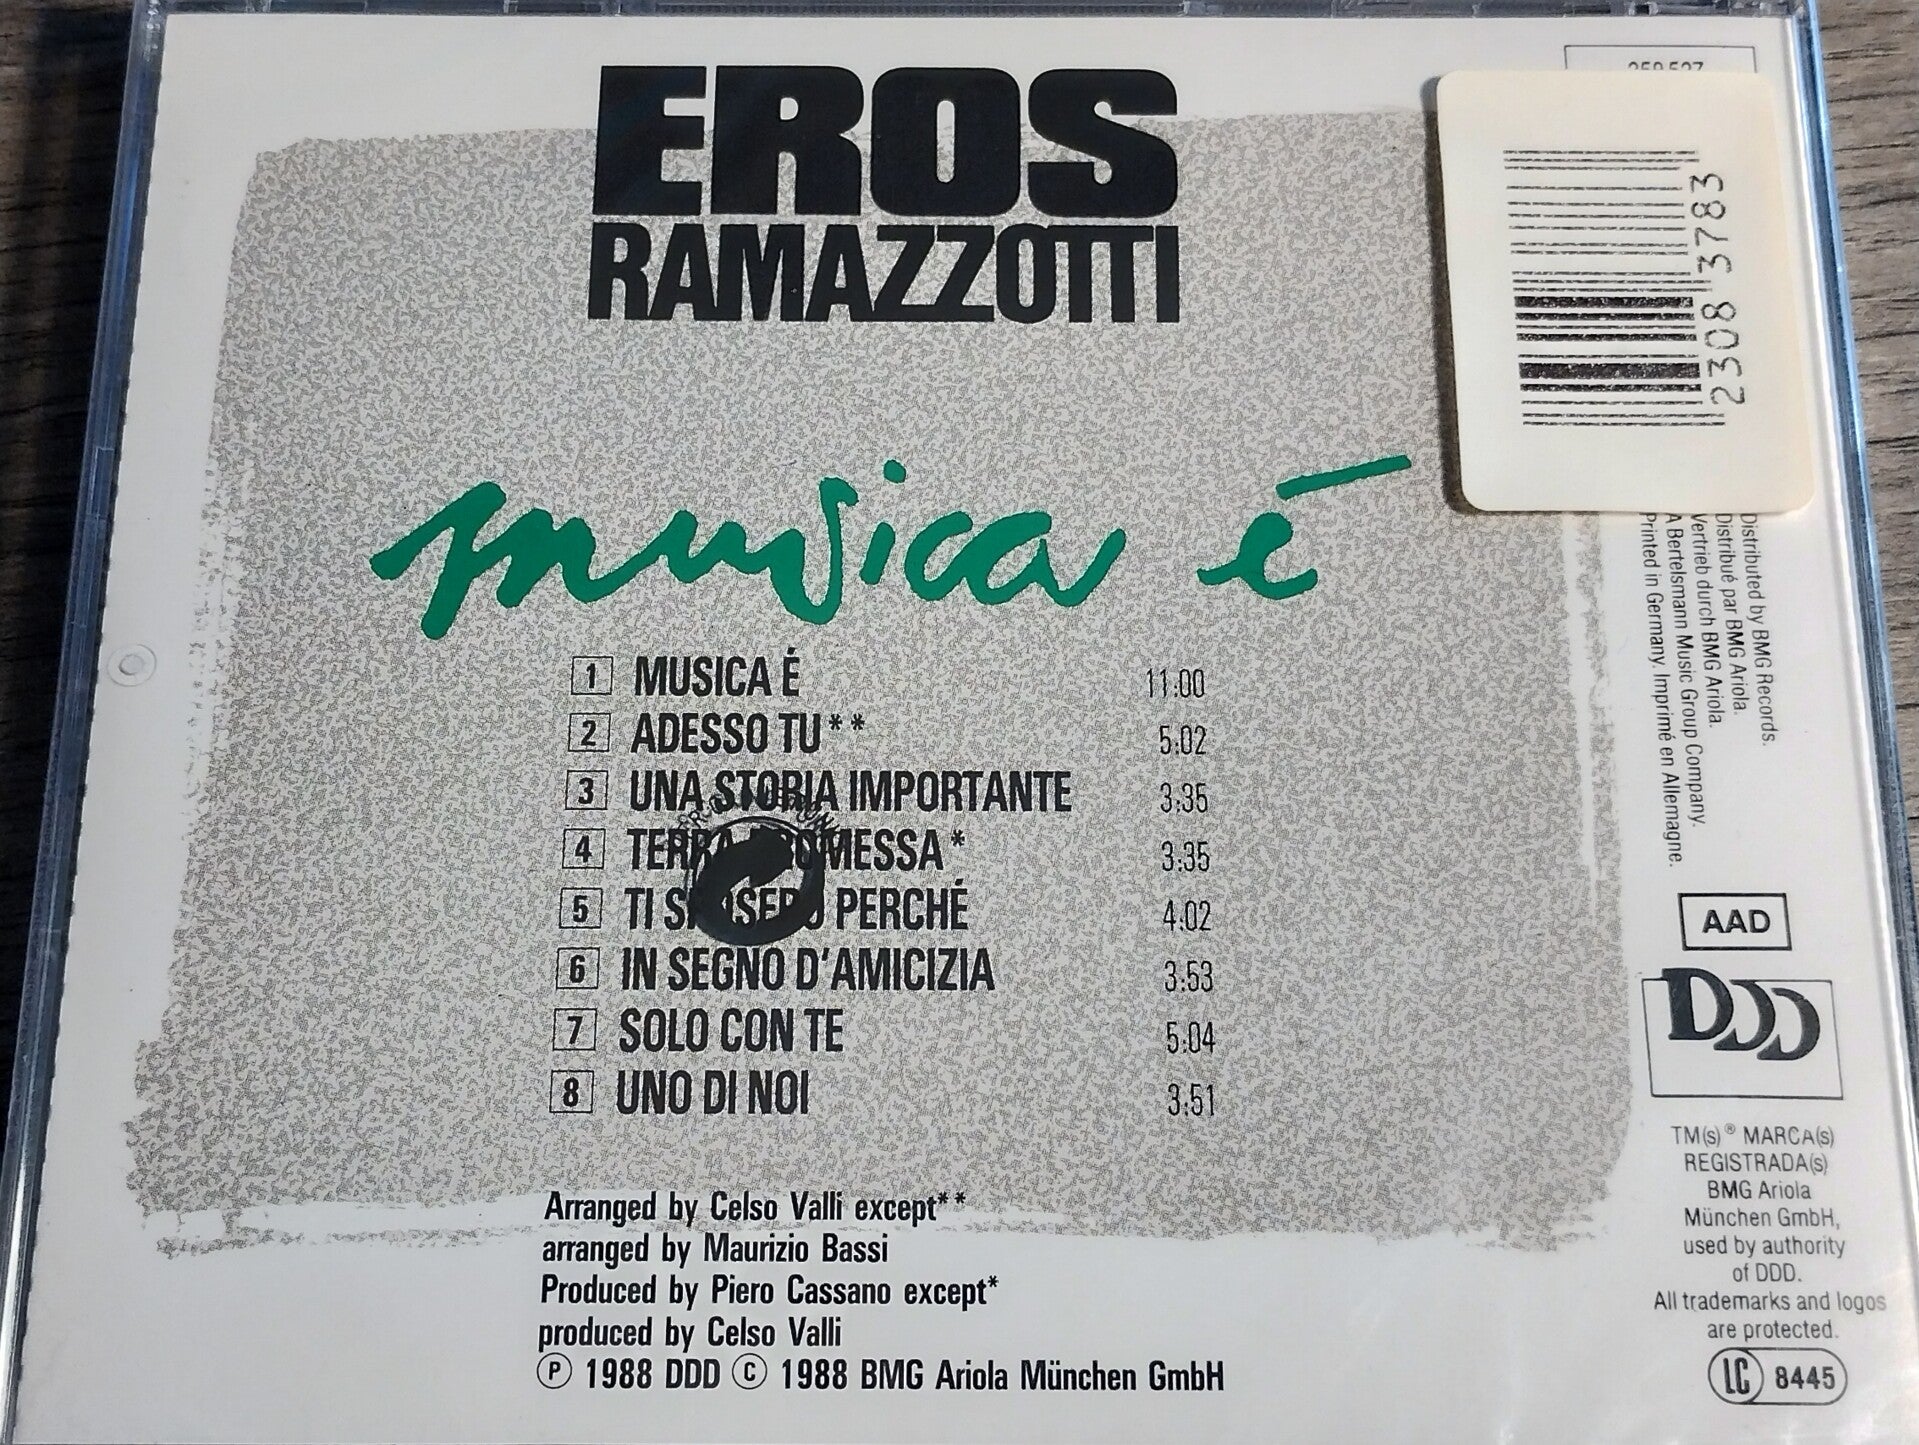 EROS
RAMAZZOTTI
2308 3783
musica é
1 MUSICA É 11:00
2 ADESSO TU** 5:02
3 UNA STORIA IMPORTANTE 3:35
4 TERRA PROMESSA* 3:35
5 TI SPOSERÒ PERCHÉ 4:02
6 IN SEGNO D'AMICIZIA 3:53
7 SOLO CON TE 5:04
8 UNO DI NOI 3:51
Arranged by Celso Valli except**
arranged by Maurizio Bassi
Produced by Piero Cassano except*
produced by Celso Valli
Ⓟ 1988 DDD © 1988 BMG Ariola München GmbH
Distributed by BMG Records.
Distribué par BMG Ariola.
Vertrieb durch BMG Ariola.
A Bertelsmann Music Group Company.
Printed in Germany. Imprimé en Allemagne.
AAD
DDD
TM(s)® MARCA(s)
REGISTRADA(s)
BMG Ariola
München GmbH,
used by authority
of DDD.
All trademarks and logos
are protected.
LC 8445